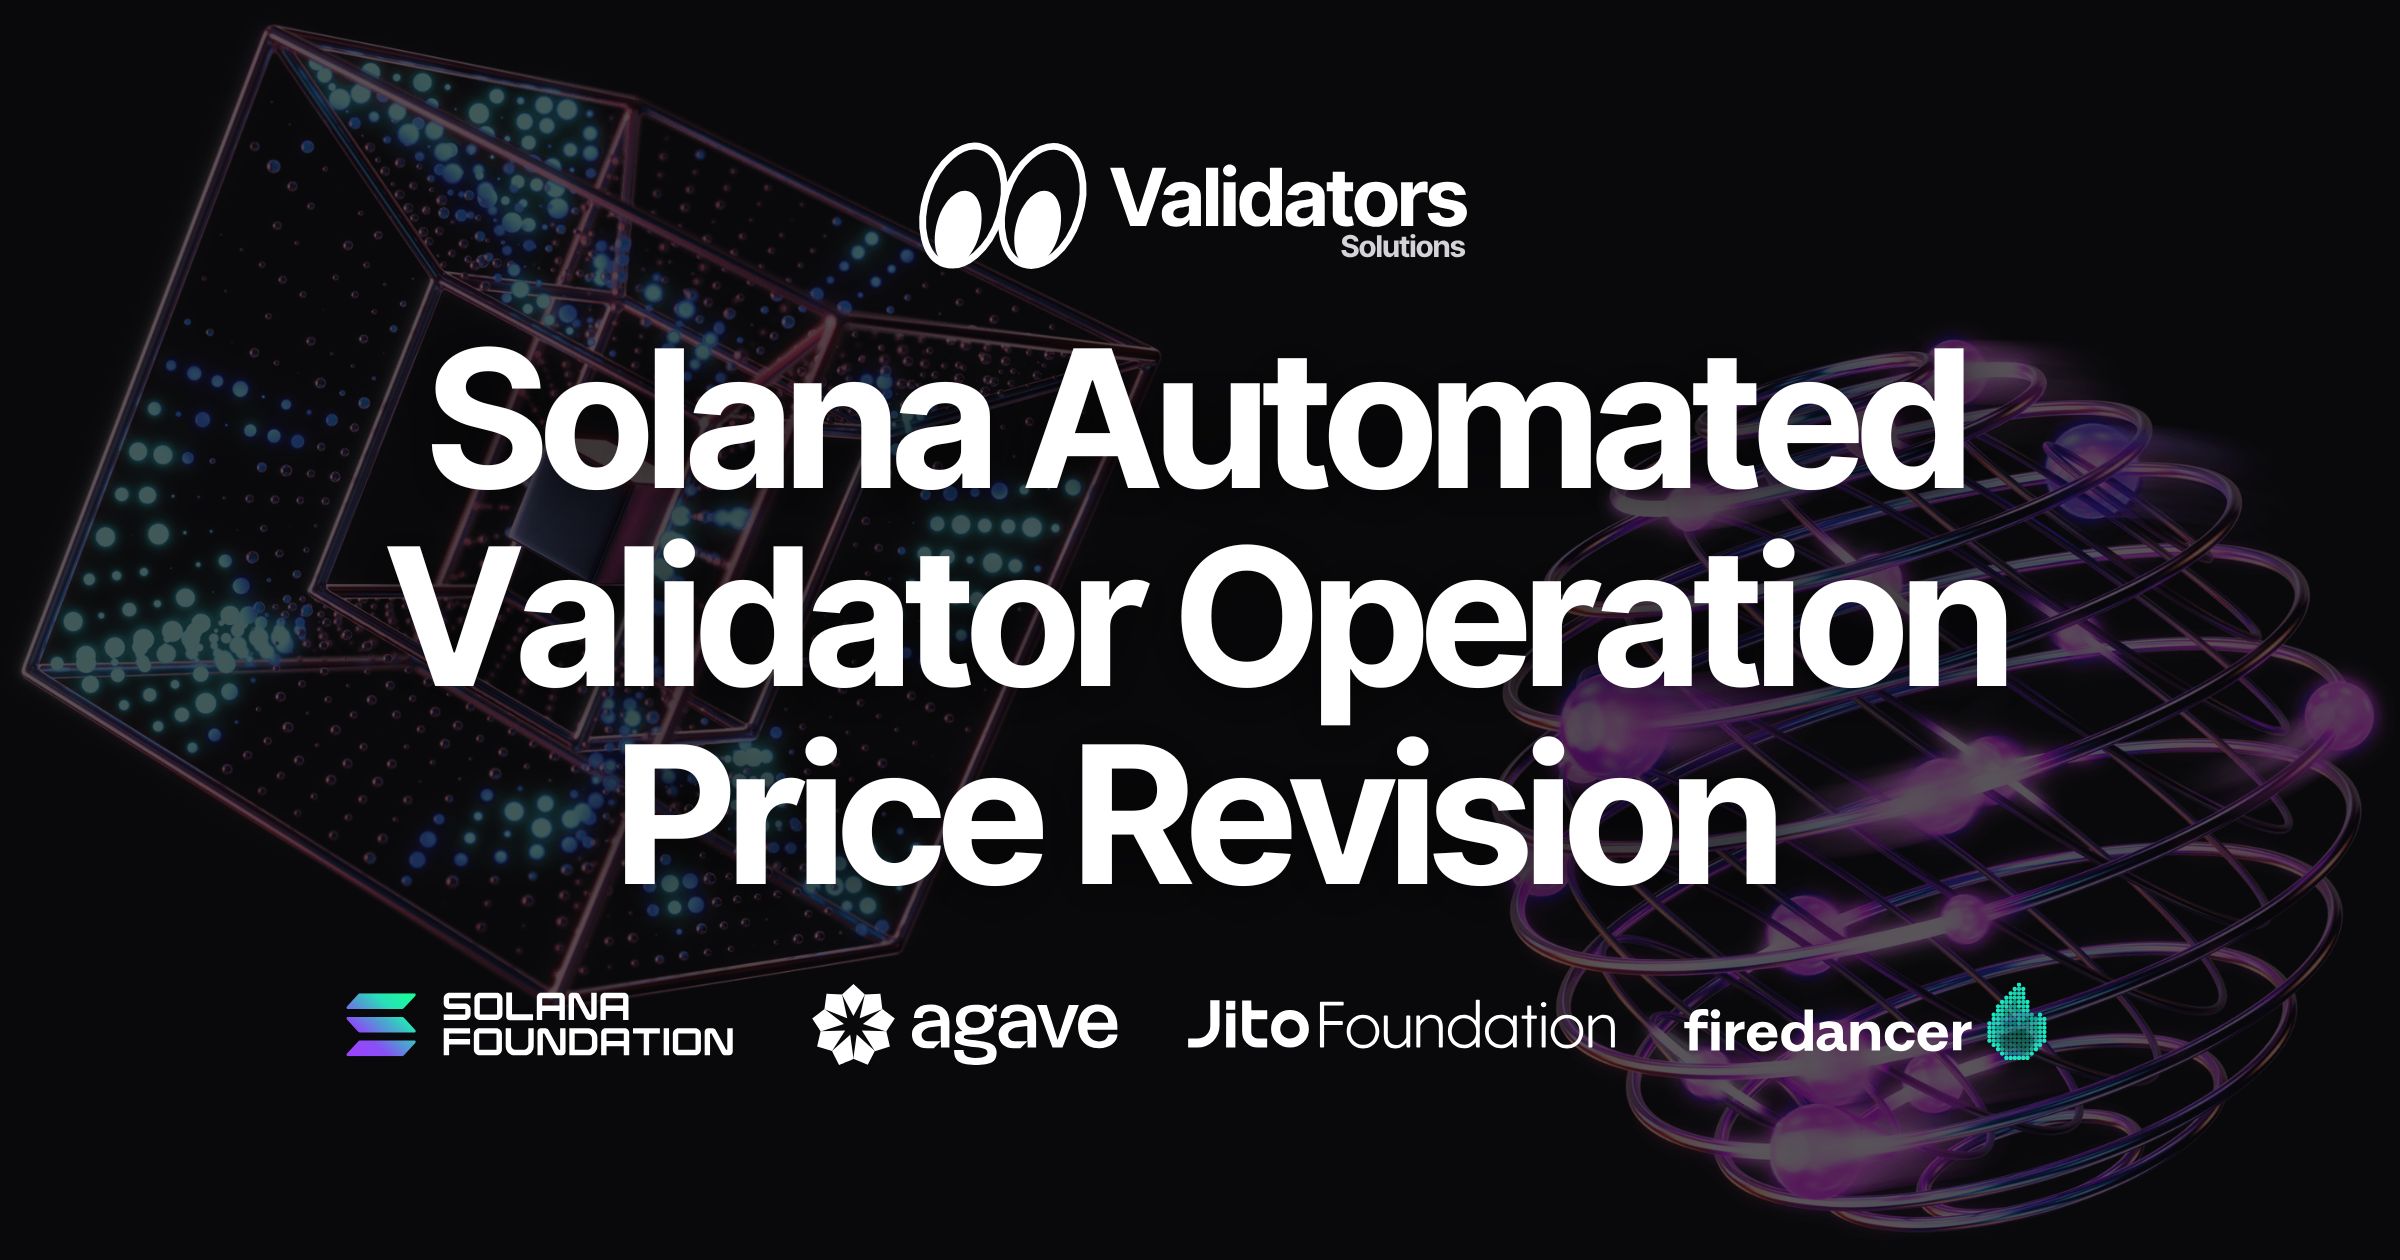 Validators
Solutions
Solana Automated
Validator Operation
Price Revision
SOLANA
FOUNDATION
agave
Jito Foundation
firedancer